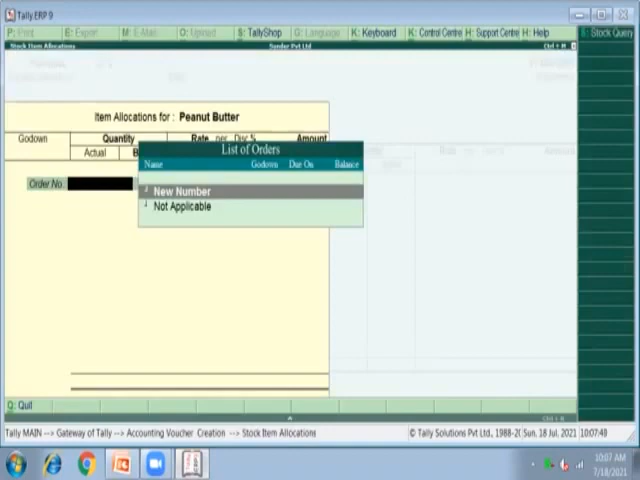 Tally.ERP 9
P: Print E: Export M: E-Mail O: Upload S: TallyShop G: Language K: Keyboard K: Control Centre H: Support Centre H: Help S: Stock Query
Stock Item Allocations Sunder Pvt Ltd Ctrl + M
Item Allocations for : Peanut Butter
Godown Quantity Rate per Disc % Amount
Actual B
List of Orders
Name Godown Due On Balance
Order No.
New Number
Not Applicable
Q: Quit
Ctrl + N
Tally MAIN --> Gateway of Tally --> Accounting Voucher Creation --> Stock Item Allocations © Tally Solutions Pvt Ltd., 1988-20 Sun, 18 Jul, 2021 10:07:49
10:07 AM
7/18/2021